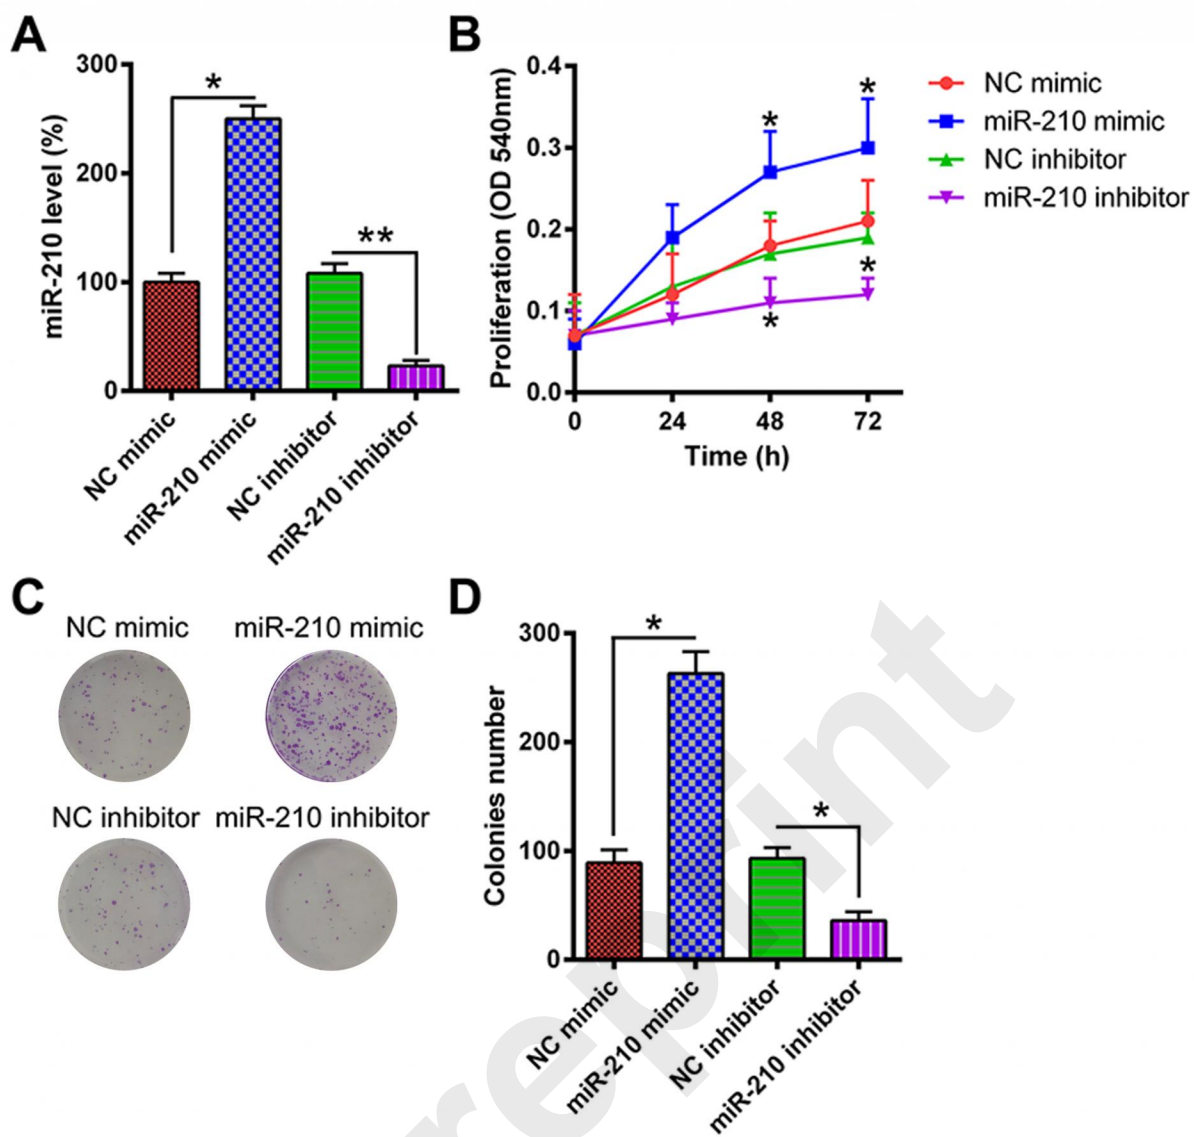 A
300
200
100
0
miR-210 level (%)
*
**
NC mimic
miR-210 mimic
NC inhibitor
miR-210 inhibitor
B
0.4
0.3
0.2
0.1
0.0
Proliferation (OD 540nm)
*
*
*
*
0
24
48
72
Time (h)
NC mimic
miR-210 mimic
NC inhibitor
miR-210 inhibitor
C
NC mimic
miR-210 mimic
NC inhibitor
miR-210 inhibitor
D
300
200
100
0
Colonies number
*
*
NC mimic
miR-210 mimic
NC inhibitor
miR-210 inhibitor
reprint